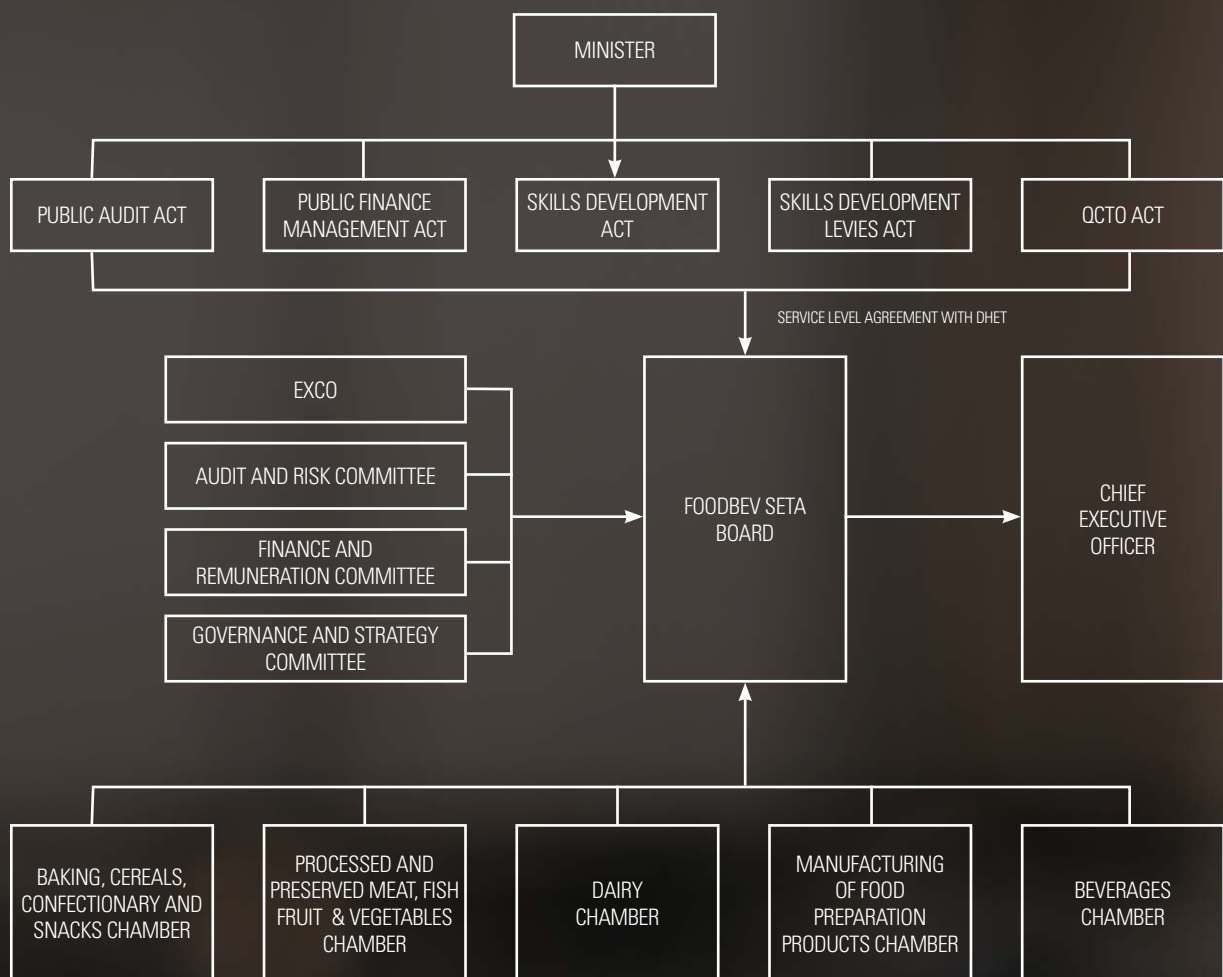 MINISTER
PUBLIC AUDIT ACT
PUBLIC FINANCE
MANAGEMENT ACT
SKILLS DEVELOPMENT
ACT
SKILLS DEVELOPMENT
LEVIES ACT
QCTO ACT
SERVICE LEVEL AGREEMENT WITH DHET
EXCO
AUDIT AND RISK COMMITTEE
FINANCE AND
REMUNERATION COMMITTEE
GOVERNANCE AND STRATEGY
COMMITTEE
FOODBEV SETA
BOARD
CHIEF
EXECUTIVE
OFFICER
BAKING, CEREALS,
CONFECTIONARY AND
SNACKS CHAMBER
PROCESSED AND
PRESERVED MEAT, FISH
FRUIT & VEGETABLES
CHAMBER
DAIRY
CHAMBER
MANUFACTURING
OF FOOD
PREPARATION
PRODUCTS CHAMBER
BEVERAGES
CHAMBER